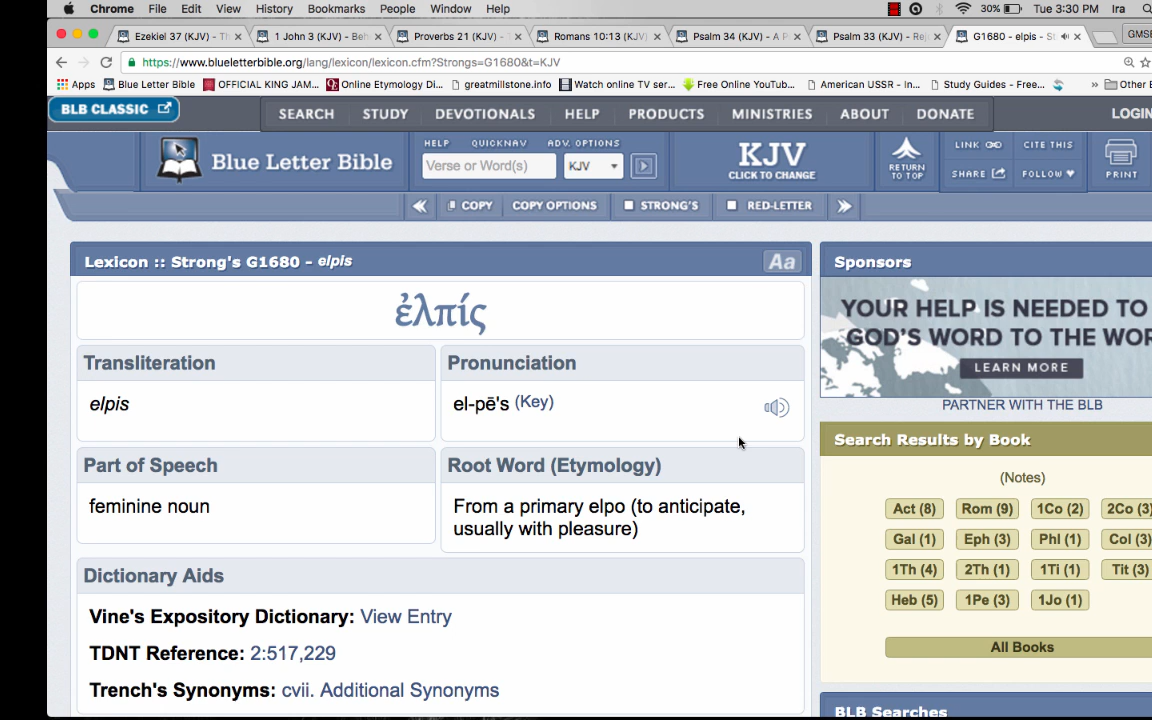 Chrome File Edit View History Bookmarks People Window Help 30% Tue 3:30 PM Ira
Ezekiel 37 (KJV) - T 1 John 3 (KJV) - Beh Proverbs 21 (KJV) - Romans 10:13 (KJV) Psalm 34 (KJV) - A P Psalm 33 (KJV) - Rej G1680 - elpis - St GMSE
https://www.blueletterbible.org/lang/lexicon/lexicon.cfm?Strongs=G1680&t=KJV
Apps Blue Letter Bible OFFICIAL KING JAM... Online Etymology Di... greatmillstone.info Watch online TV ser... Free Online YouTub... American USSR - In... Study Guides - Free... » Other
BLB CLASSIC SEARCH STUDY DEVOTIONALS HELP PRODUCTS MINISTRIES ABOUT DONATE LOGIN
Blue Letter Bible
HELP QUICKNAV ADV. OPTIONS
Verse or Word(s) KJV
KJV
CLICK TO CHANGE
RETURN
TO TOP
LINK CITE THIS
SHARE FOLLOW
PRINT
COPY COPY OPTIONS STRONG'S RED-LETTER
Lexicon :: Strong's G1680 - elpis Aa
ἐλπίς
Transliteration
elpis
Pronunciation
el-pē's (Key)
Part of Speech
feminine noun
Root Word (Etymology)
From a primary elpo (to anticipate,
usually with pleasure)
Dictionary Aids
Vine's Expository Dictionary: View Entry
TDNT Reference: 2:517,229
Trench's Synonyms: cvii. Additional Synonyms
Sponsors
YOUR HELP IS NEEDED TO
GOD'S WORD TO THE WOR
LEARN MORE
PARTNER WITH THE BLB
Search Results by Book
(Notes)
Act (8) Rom (9) 1Co (2) 2Co (3)
Gal (1) Eph (3) Phl (1) Col (3)
1Th (4) 2Th (1) 1Ti (1) Tit (3)
Heb (5) 1Pe (3) 1Jo (1)
All Books
BLB Searches